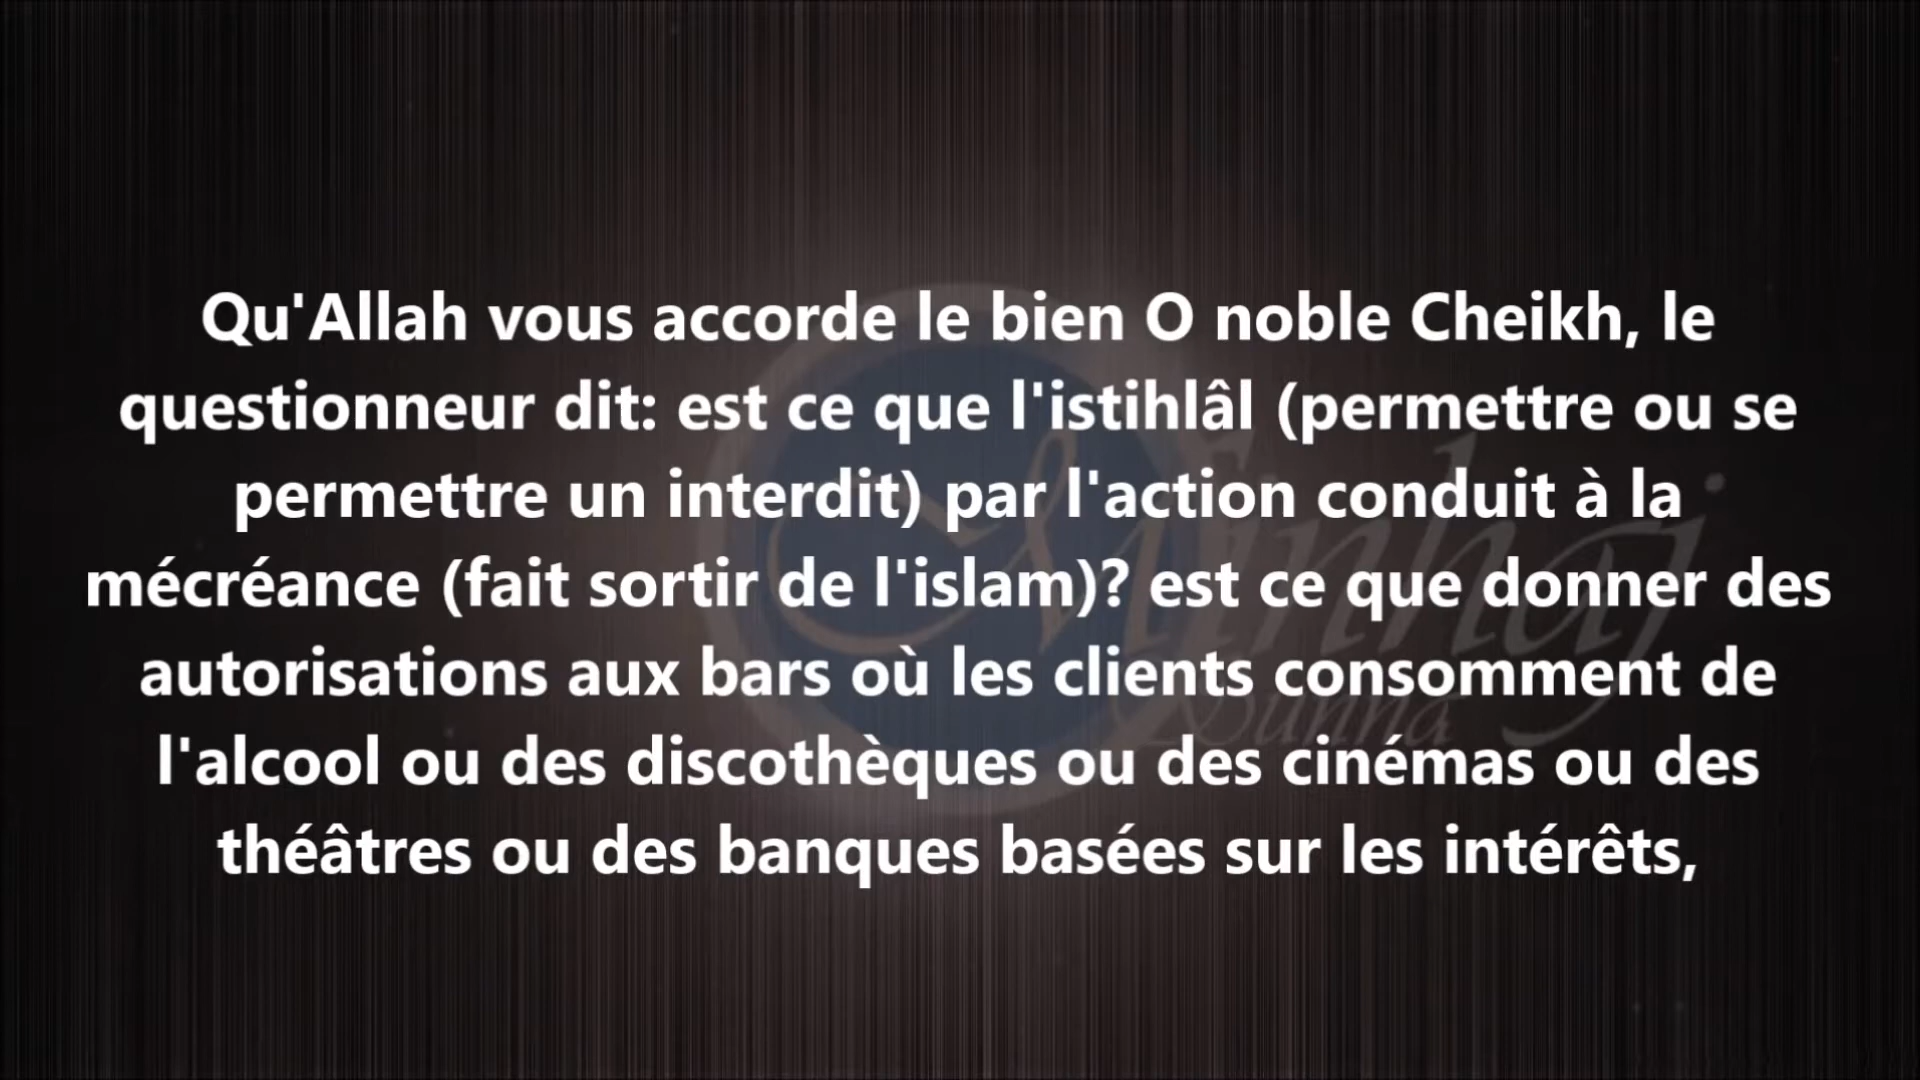 Qu'Allah vous accorde le bien O noble Cheikh, le
questionneur dit: est ce que l'istihlâl (permettre ou se
permettre un interdit) par l'action conduit à la
mécréance (fait sortir de l'islam)? est ce que donner des
autorisations aux bars où les clients consomment de
l'alcool ou des discothèques ou des cinémas ou des
théâtres ou des banques basées sur les intérêts,
Minhaj
Sunna